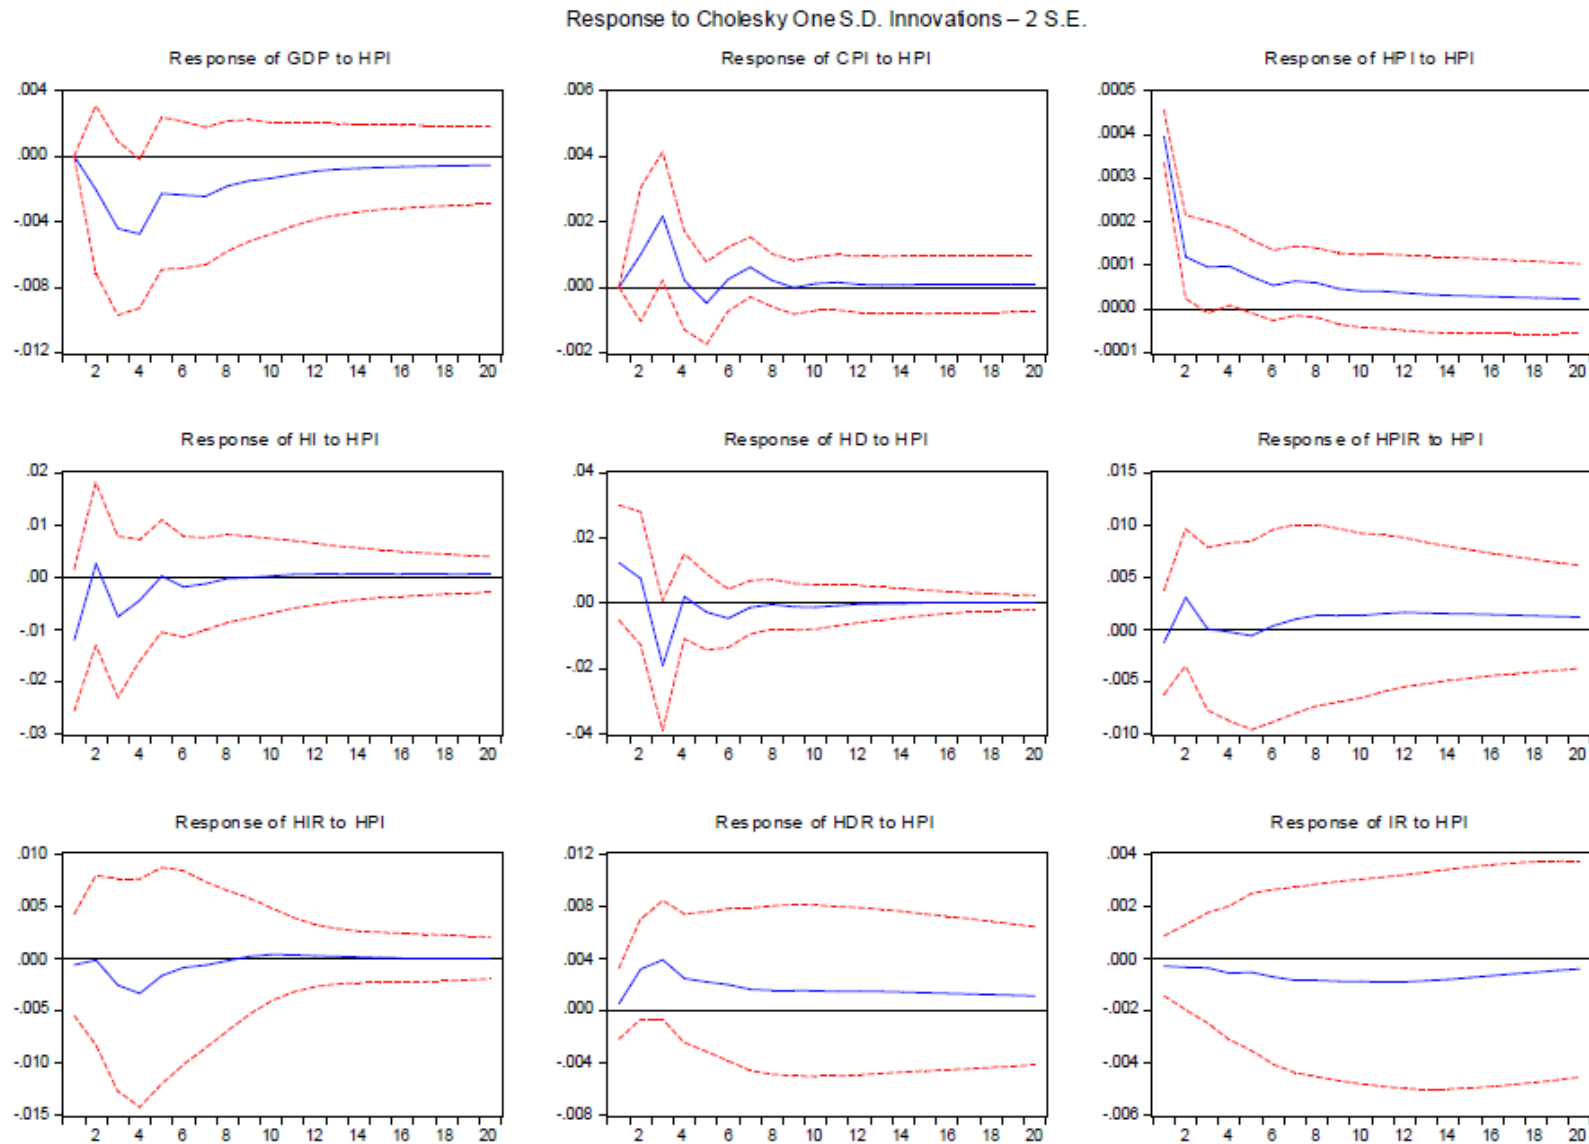 Response to Cholesky One S.D. Innovations – 2 S.E.
Response of GDP to HPI
.004
.000
-.004
-.008
-.012
2 4 6 8 10 12 14 16 18 20
Response of CPI to HPI
.006
.004
.002
.000
-.002
2 4 6 8 10 12 14 16 18 20
Response of HPI to HPI
.0005
.0004
.0003
.0002
.0001
.0000
-.0001
2 4 6 8 10 12 14 16 18 20
Response of HI to HPI
.02
.01
.00
-.01
-.02
-.03
2 4 6 8 10 12 14 16 18 20
Response of HD to HPI
.04
.02
.00
-.02
-.04
2 4 6 8 10 12 14 16 18 20
Response of HPIR to HPI
.015
.010
.005
.000
-.005
-.010
2 4 6 8 10 12 14 16 18 20
Response of HIR to HPI
.010
.005
.000
-.005
-.010
-.015
2 4 6 8 10 12 14 16 18 20
Response of HDR to HPI
.012
.008
.004
.000
-.004
-.008
2 4 6 8 10 12 14 16 18 20
Response of IR to HPI
.004
.002
.000
-.002
-.004
-.006
2 4 6 8 10 12 14 16 18 20